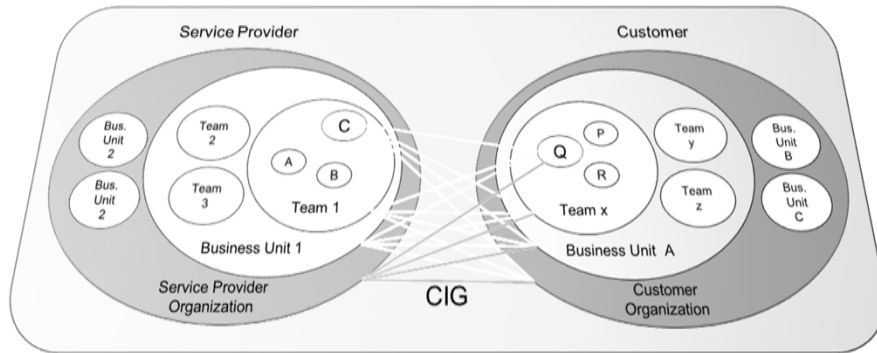 Service Provider
Customer
Bus.
Unit
2
Bus.
Unit
2
Team
2
Team
3
C
A
B
Team 1
Business Unit 1
Service Provider
Organization
CIG
Q
P
R
Team x
Team
y
Team
z
Business Unit A
Bus.
Unit
B
Bus.
Unit
C
Customer
Organization